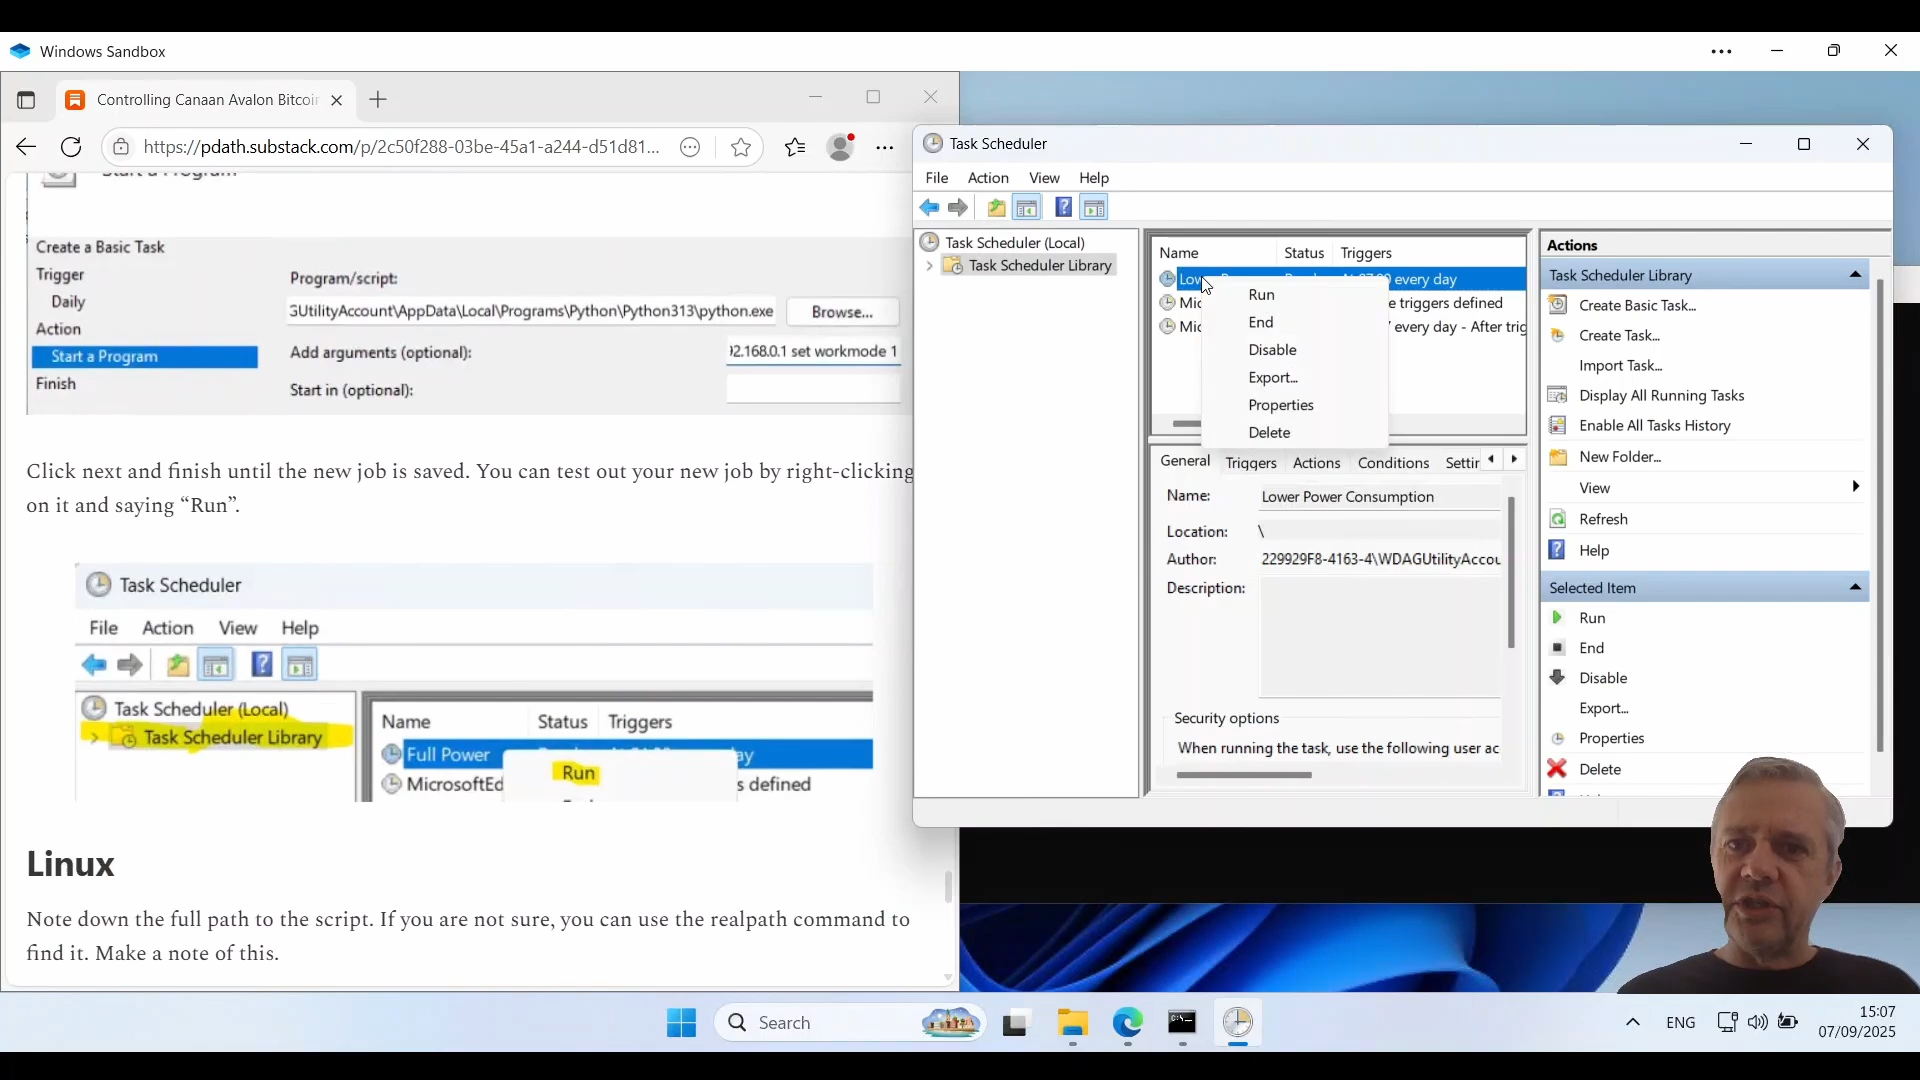 Windows Sandbox
Controlling Canaan Avalon Bitcoi
https://pdath.substack.com/p/2c50f288-03be-45a1-a244-d51d81...
Create a Basic Task
Trigger
Daily
Action
Start a Program
Finish
Program/script:
GUtilityAccount\AppData\Local\Programs\Python\Python313\python.exe
Browse...
Add arguments (optional):
92.168.0.1 set workmode 1
Start in (optional):
Click next and finish until the new job is saved. You can test out your new job by right-clicking
on it and saying “Run”.
Task Scheduler
File Action View Help
Task Scheduler (Local)
Task Scheduler Library
Name Status Triggers
Full Power
Run
MicrosoftEd
s defined
Linux
Note down the full path to the script. If you are not sure, you can use the realpath command to
find it. Make a note of this.
Task Scheduler
File Action View Help
Task Scheduler (Local)
Task Scheduler Library
Name Status Triggers
every day
Mic
e triggers defined
Mic
every day - After trig
Run
End
Disable
Export...
Properties
Delete
General Triggers Actions Conditions Settin
Name: Lower Power Consumption
Location: \
Author: 229929F8-4163-4\WDAGUtilityAccou
Description:
Security options
When running the task, use the following user ac
Actions
Task Scheduler Library
Create Basic Task...
Create Task...
Import Task...
Display All Running Tasks
Enable All Tasks History
New Folder...
View
Refresh
Help
Selected Item
Run
End
Disable
Export...
Properties
Delete
Search
ENG
15:07
07/09/2025